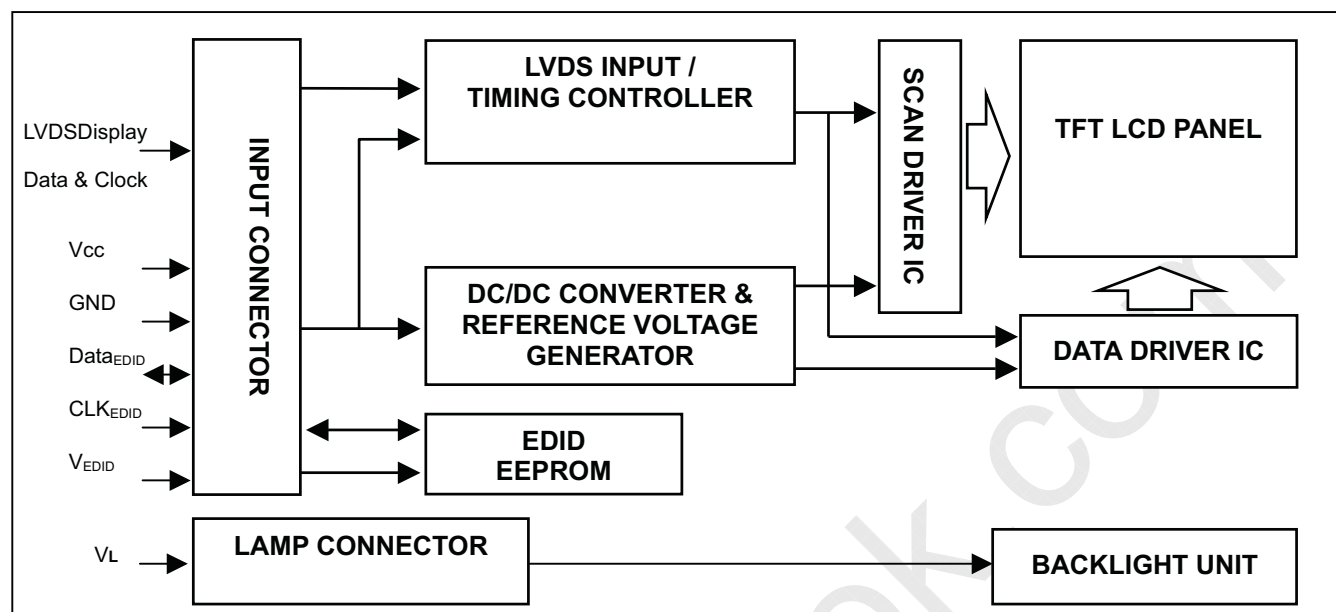 LVDSDisplay
Data & Clock
Vcc
GND
DataEDID
CLKEDID
VEDID
VL
INPUT CONNECTOR
LVDS INPUT /
TIMING CONTROLLER
DC/DC CONVERTER &
REFERENCE VOLTAGE
GENERATOR
EDID
EEPROM
LAMP CONNECTOR
SCAN DRIVER IC
TFT LCD PANEL
DATA DRIVER IC
BACKLIGHT UNIT